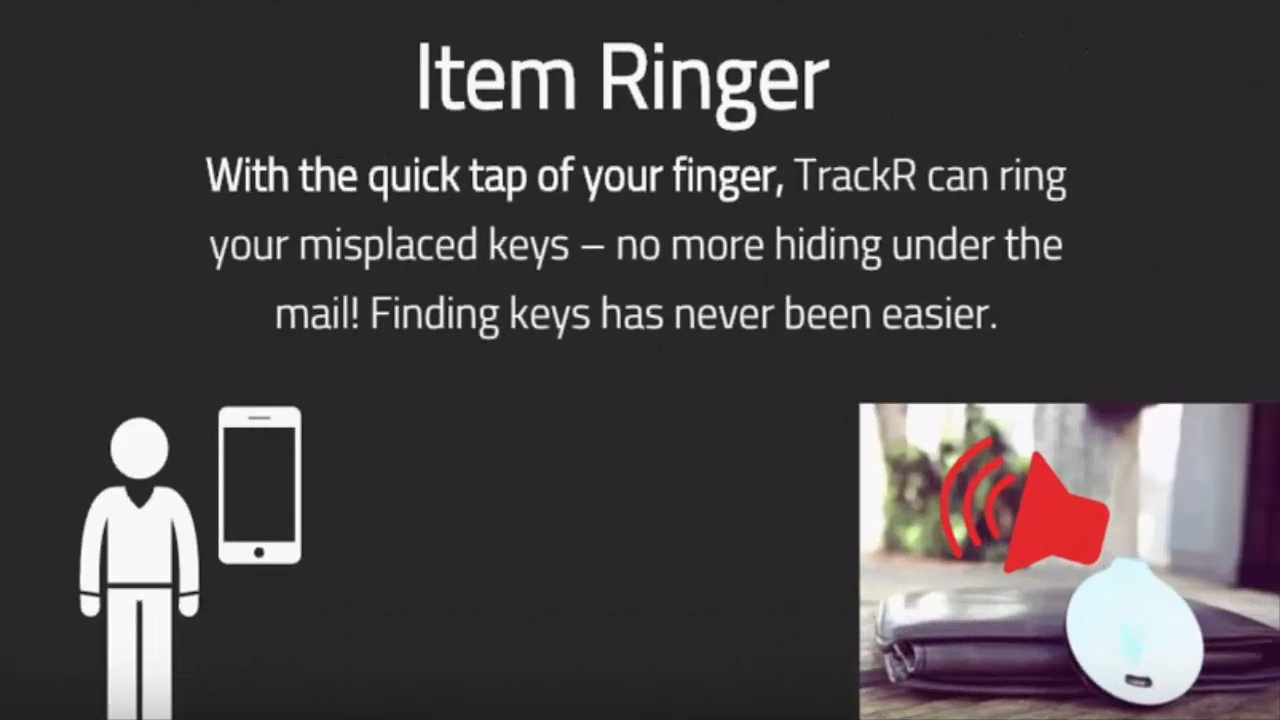 Item Ringer
With the quick tap of your finger, TrackR can ring
your misplaced keys – no more hiding under the
mail! Finding keys has never been easier.